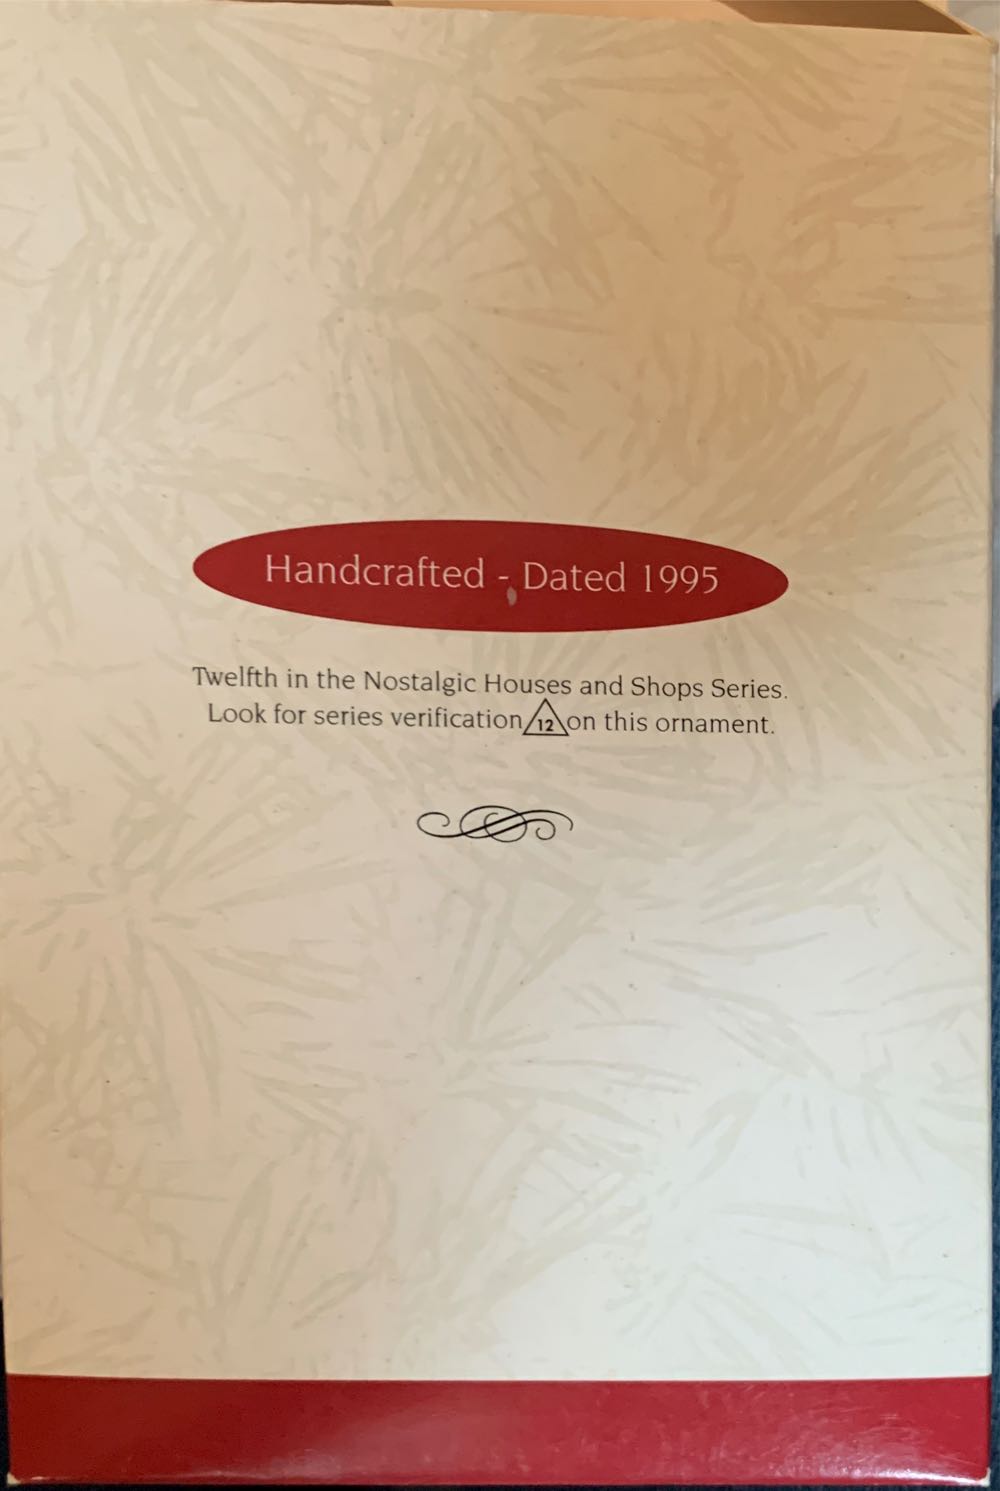 Handcrafted - Dated 1995
Twelfth in the Nostalgic Houses and Shops Series.
Look for series verification 12 on this ornament.